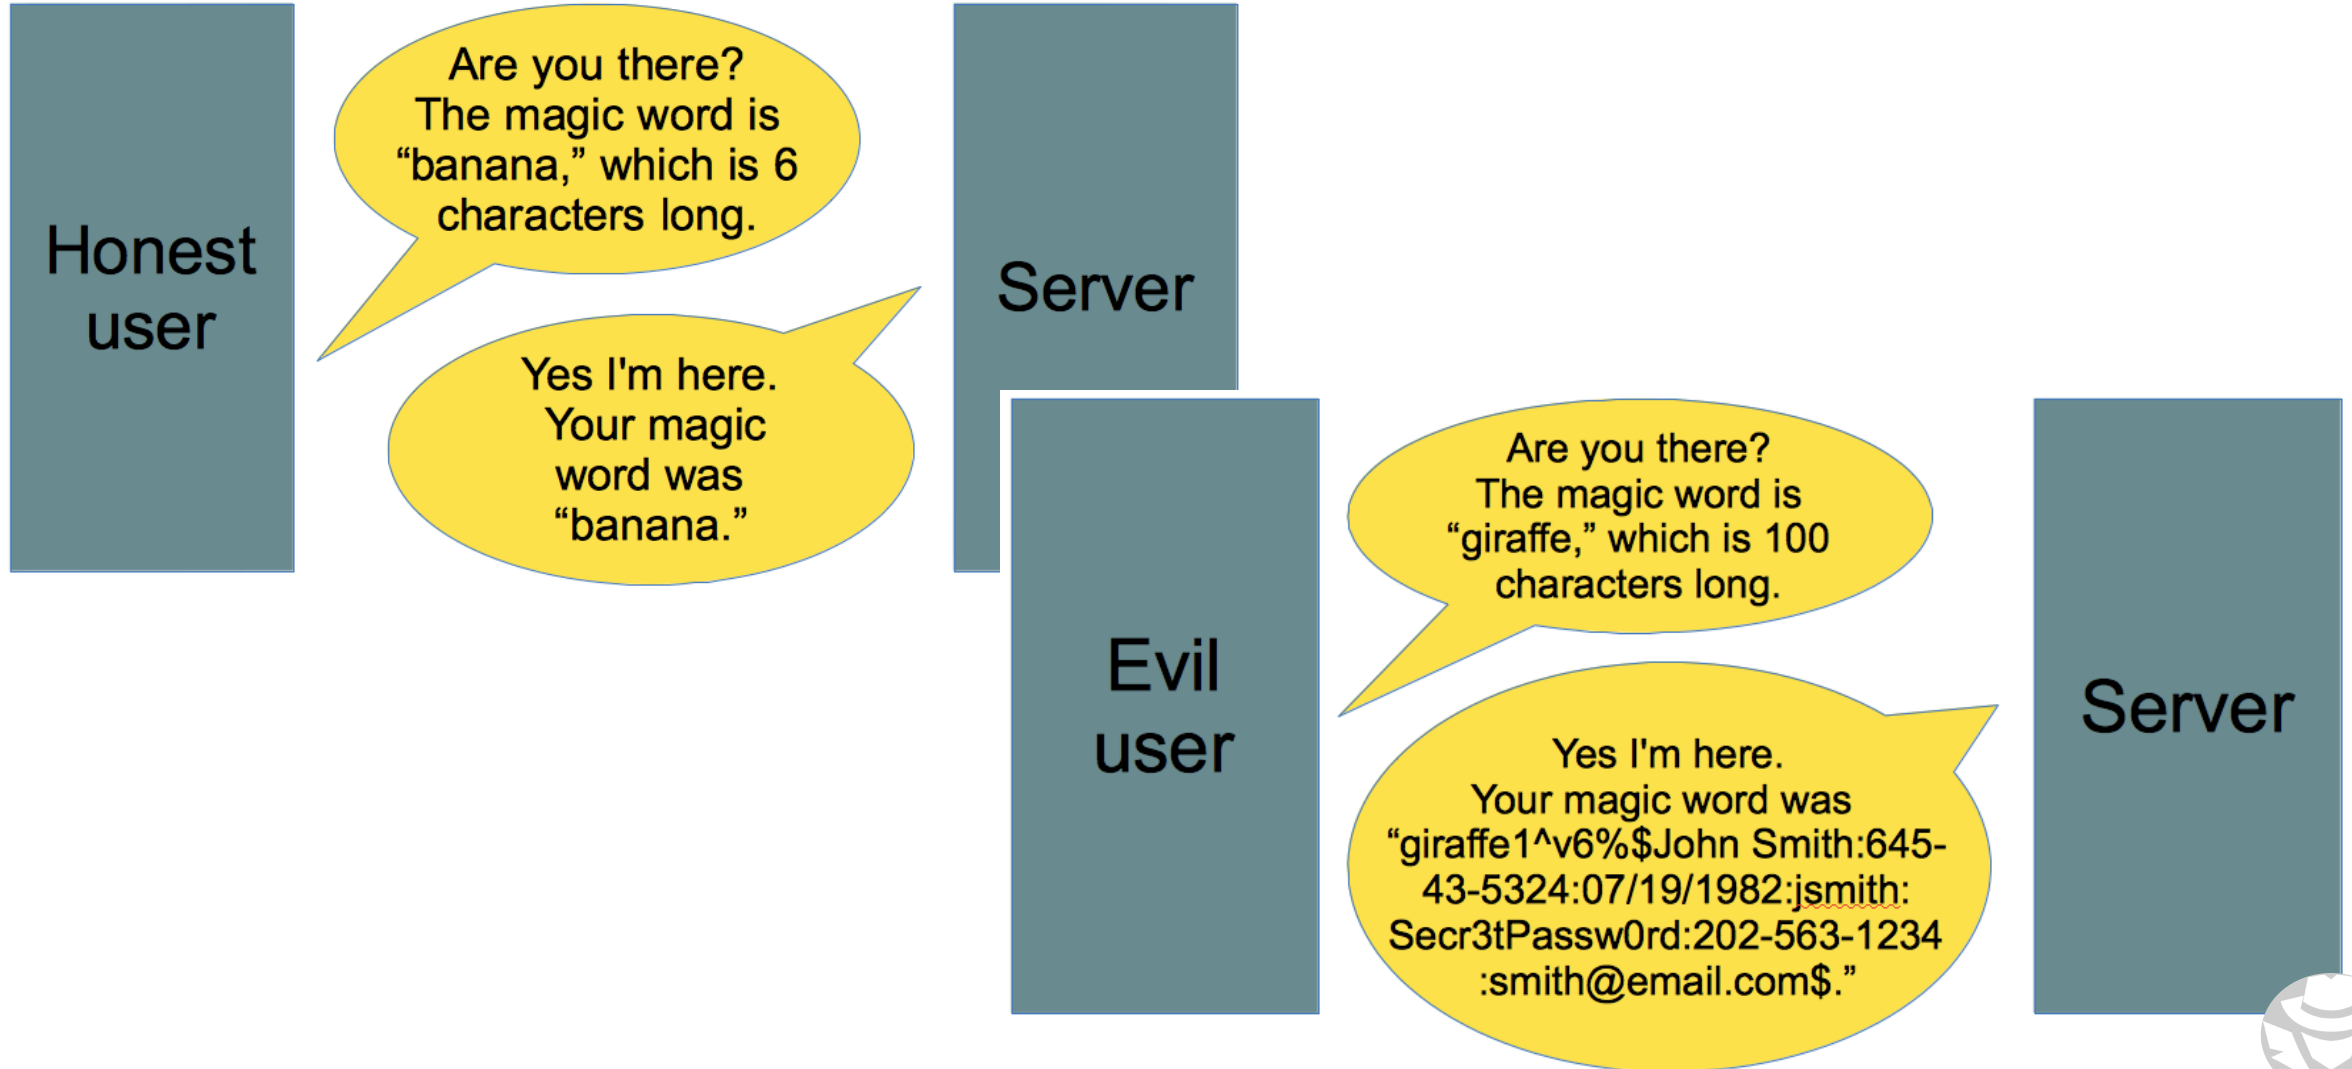 Honest
user
Are you there?
The magic word is
“banana,” which is 6
characters long.
Yes I'm here.
Your magic
word was
“banana.”
Server
Evil
user
Are you there?
The magic word is
“giraffe,” which is 100
characters long.
Yes I'm here.
Your magic word was
“giraffe1^v6%$John Smith:645-
43-5324:07/19/1982:jsmith:
Secr3tPassw0rd:202-563-1234
:smith@email.com$.”
Server